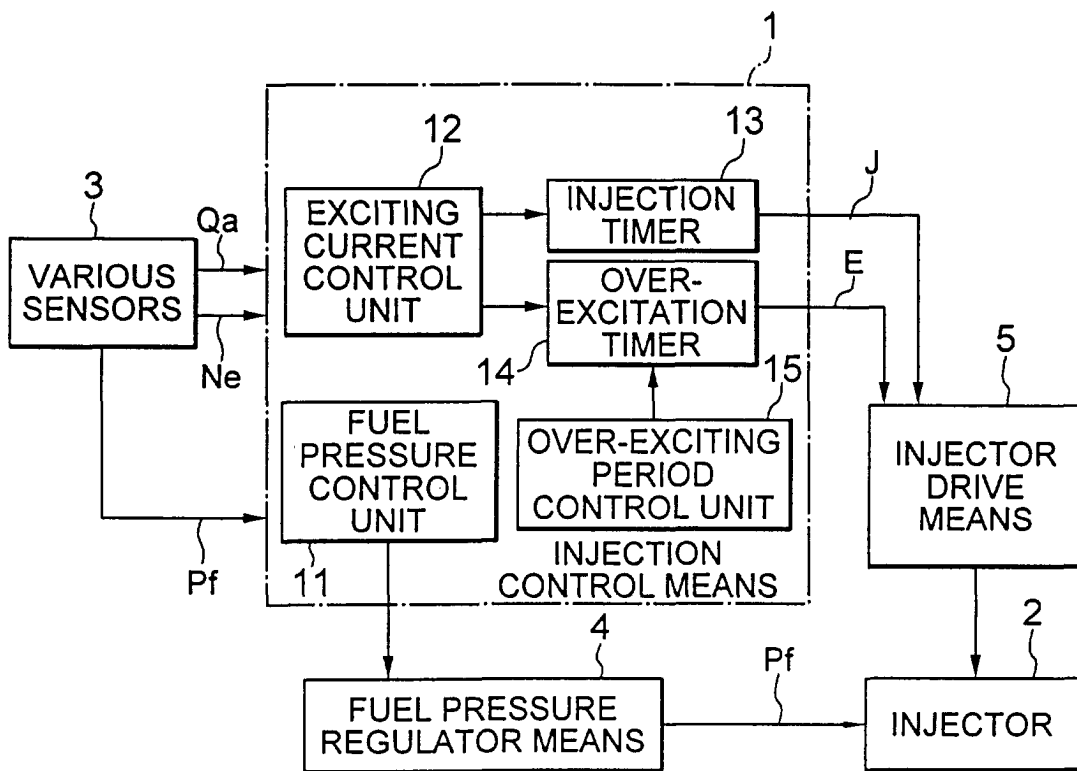 1
12
13
J
3
Qa
EXCITING
CURRENT
CONTROL
UNIT
INJECTION
TIMER
VARIOUS
SENSORS
OVER-
EXCITATION
TIMER
E
Ne
14
15
5
FUEL
PRESSURE
CONTROL
UNIT
OVER-EXCITING
PERIOD
CONTROL UNIT
INJECTOR
DRIVE
MEANS
Pf
11
INJECTION
CONTROL MEANS
4
Pf
2
FUEL PRESSURE
REGULATOR MEANS
INJECTOR